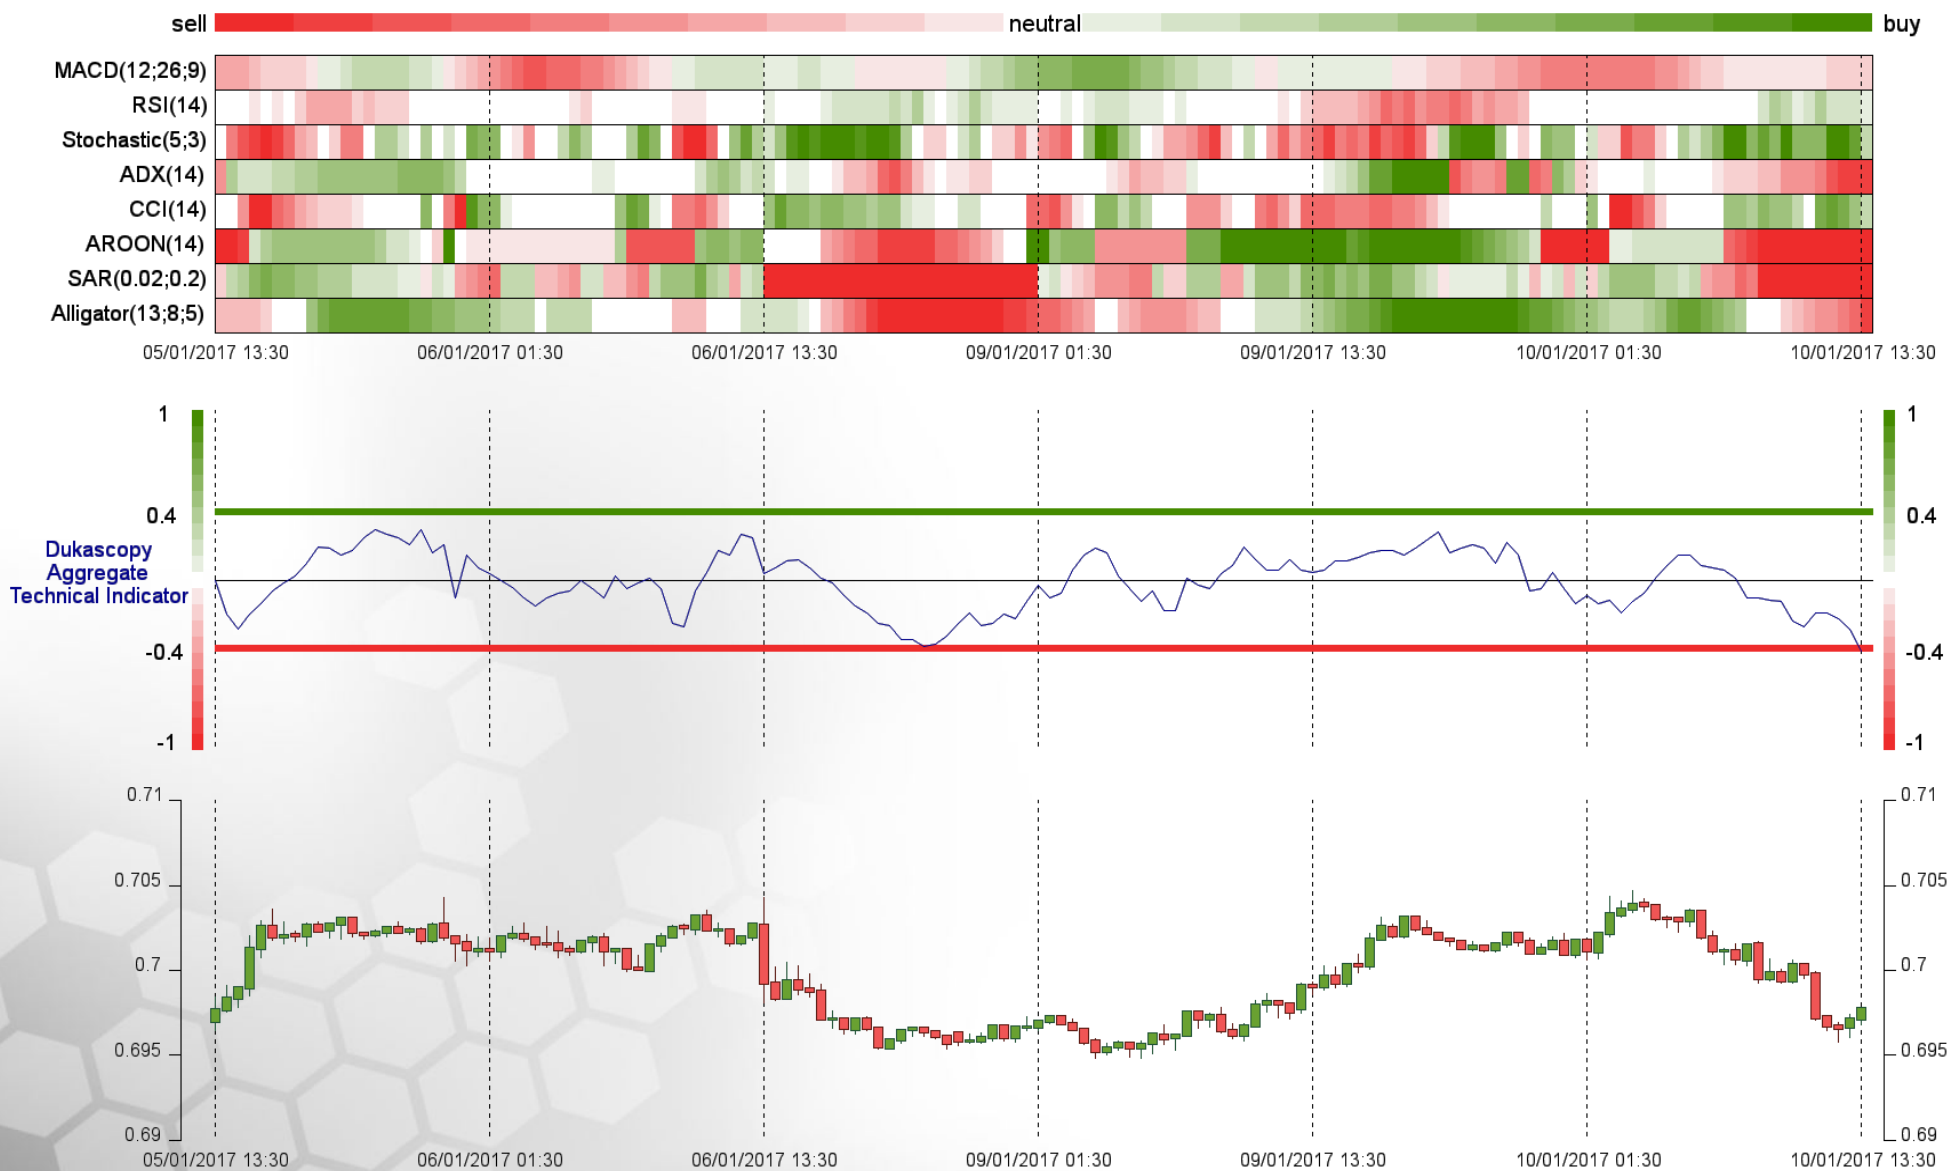 sell neutral buy
MACD(12;26;9)
RSI(14)
Stochastic(5;3)
ADX(14)
CCI(14)
AROON(14)
SAR(0.02;0.2)
Alligator(13;8;5)
05/01/2017 13:30 06/01/2017 01:30 06/01/2017 13:30 09/01/2017 01:30 09/01/2017 13:30 10/01/2017 01:30 10/01/2017 13:30
1 1
0.4 0.4
Dukascopy
Aggregate
Technical Indicator
-0.4 -0.4
-1 -1
0.71 0.71
0.705 0.705
0.7 0.7
0.695 0.695
0.69 0.69
05/01/2017 13:30 06/01/2017 01:30 06/01/2017 13:30 09/01/2017 01:30 09/01/2017 13:30 10/01/2017 01:30 10/01/2017 13:30